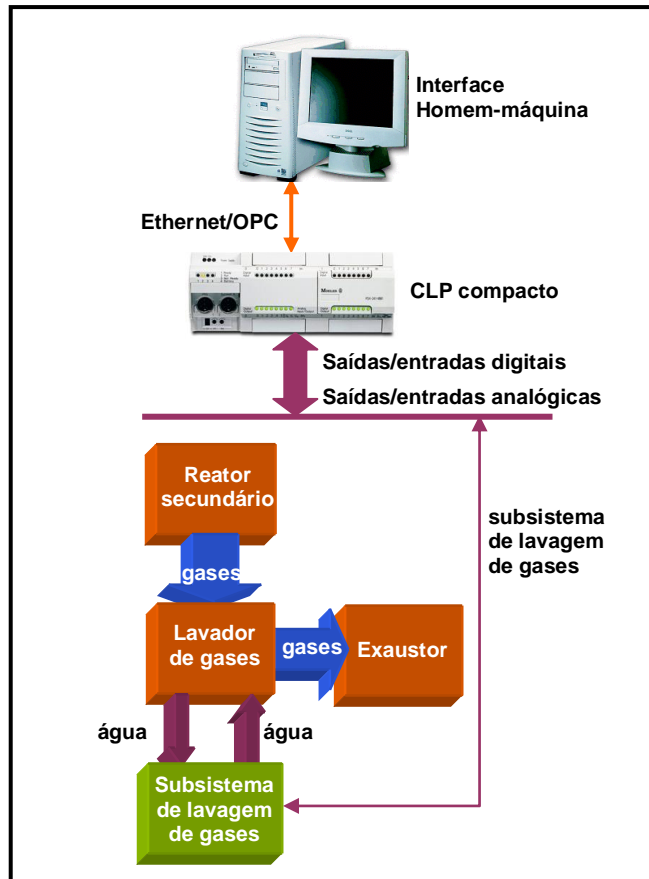 Interface
Homem-máquina
Ethernet/OPC
CLP compacto
Saídas/entradas digitais
Saídas/entradas analógicas
Reator
secundário
subsistema
de lavagem
de gases
gases
Lavador
de gases
gases
Exaustor
água
água
Subsistema
de lavagem
de gases